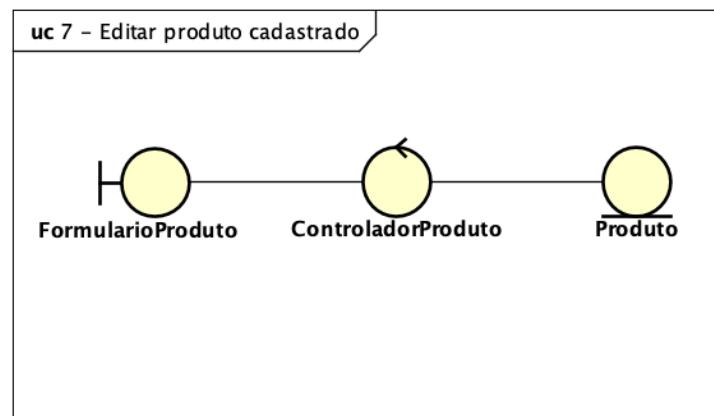 uc 7 – Editar produto cadastrado
FormularioProduto
ControladorProduto
Produto